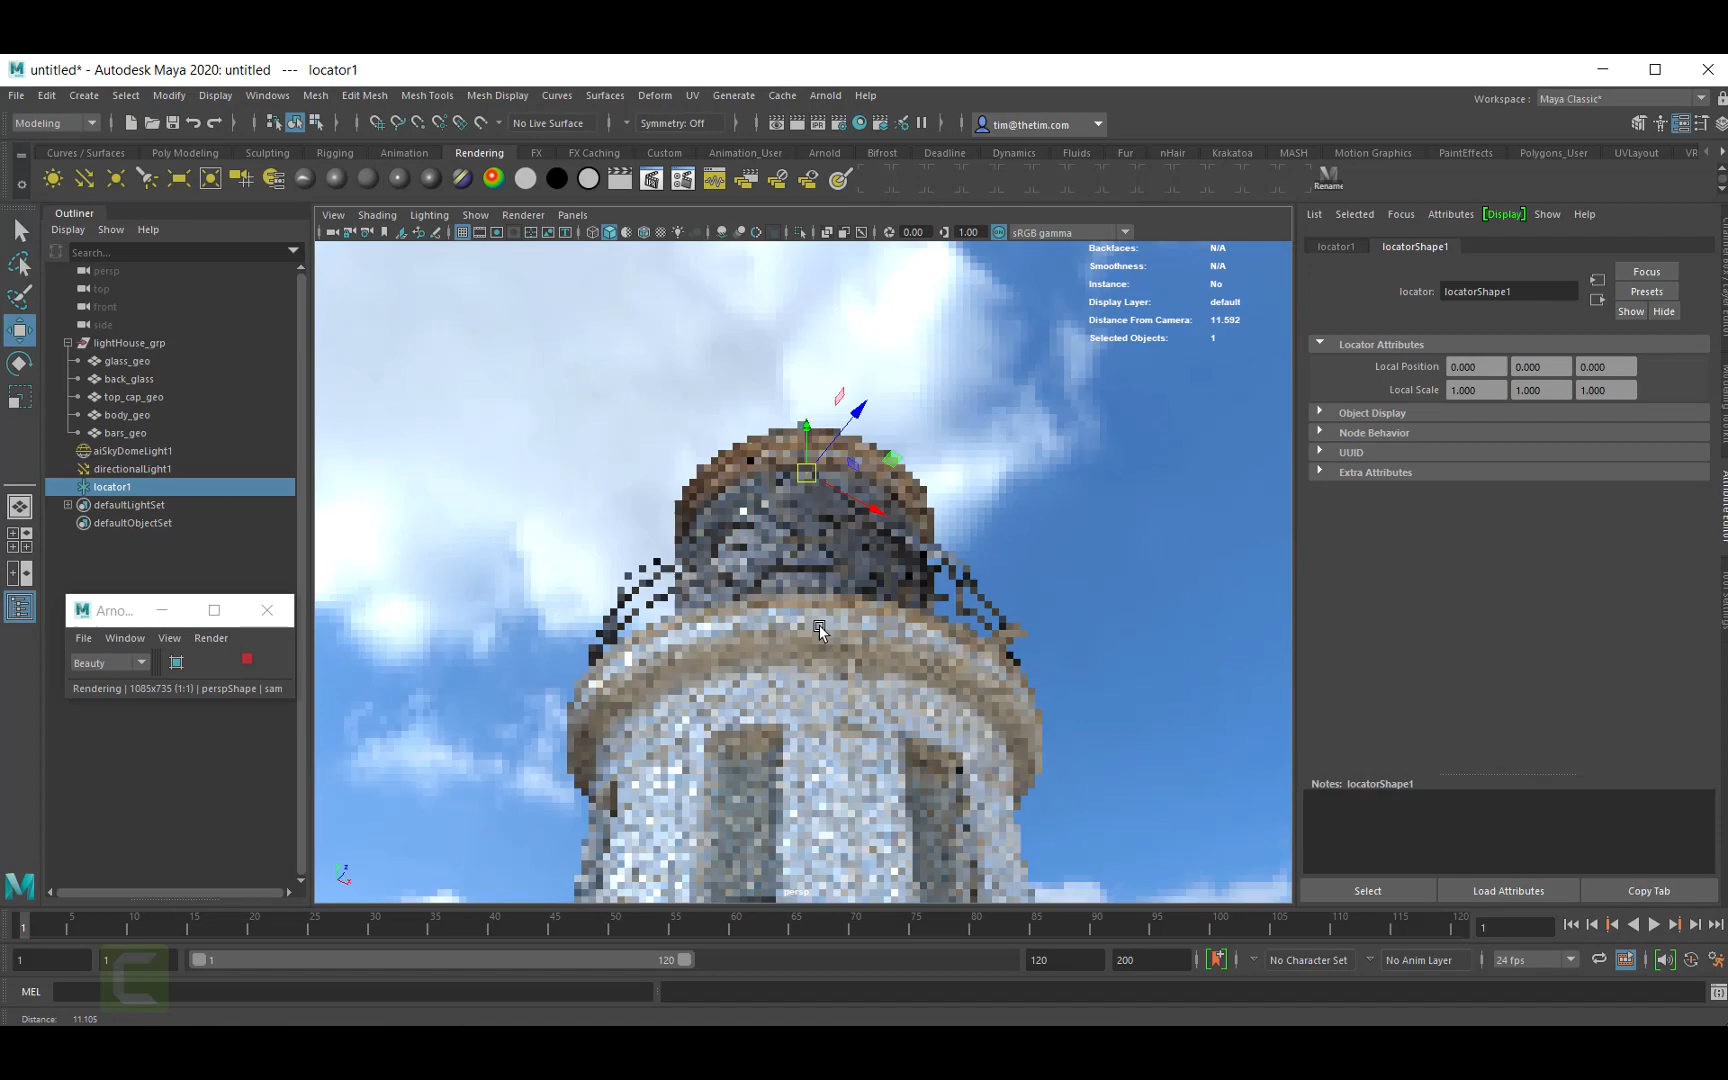 untitled* - Autodesk Maya 2020: untitled --- locator1
File Edit Create Select Modify Display Windows Mesh Edit Mesh Mesh Tools Mesh Display Curves Surfaces Deform UV Generate Cache Arnold Help
Workspace : Maya Classic*
Modeling No Live Surface Symmetry: Off tim@thetim.com
Curves / Surfaces Poly Modeling Sculpting Rigging Animation Rendering FX FX Caching Custom Animation_User Arnold Bifrost Deadline Dynamics Fluids Fur nHair Krakatoa MASH Motion Graphics PaintEffects Polygons_User UVLayout VR
IPR
Rename
Outliner
Display Show Help
Search...
persp
top
front
side
lightHouse_grp
glass_geo
back_glass
top_cap_geo
body_geo
bars_geo
aiSkyDomeLight1
directionalLight1
locator1
defaultLightSet
defaultObjectSet
Arno...
File Window View Render
Beauty
Rendering | 1085x735 (1:1) | perspShape | sam
View Shading Lighting Show Renderer Panels
0.00 1.00 sRGB gamma
Backfaces: N/A
Smoothness: N/A
Instance: No
Display Layer: default
Distance From Camera: 11.592
Selected Objects: 1
persp
z
x
List Selected Focus Attributes Display Show Help
locator1 locatorShape1
locator: locatorShape1
Focus
Presets
Show Hide
Locator Attributes
Local Position 0.000 0.000 0.000
Local Scale 1.000 1.000 1.000
Object Display
Node Behavior
UUID
Extra Attributes
Notes: locatorShape1
Select Load Attributes Copy Tab
1 5 10 15 20 25 30 35 40 45 50 55 60 65 70 75 80 85 90 95 100 105 110 115 120 1
1 1 1 120 120 200 No Character Set No Anim Layer 24 fps
MEL
Distance: 11.105